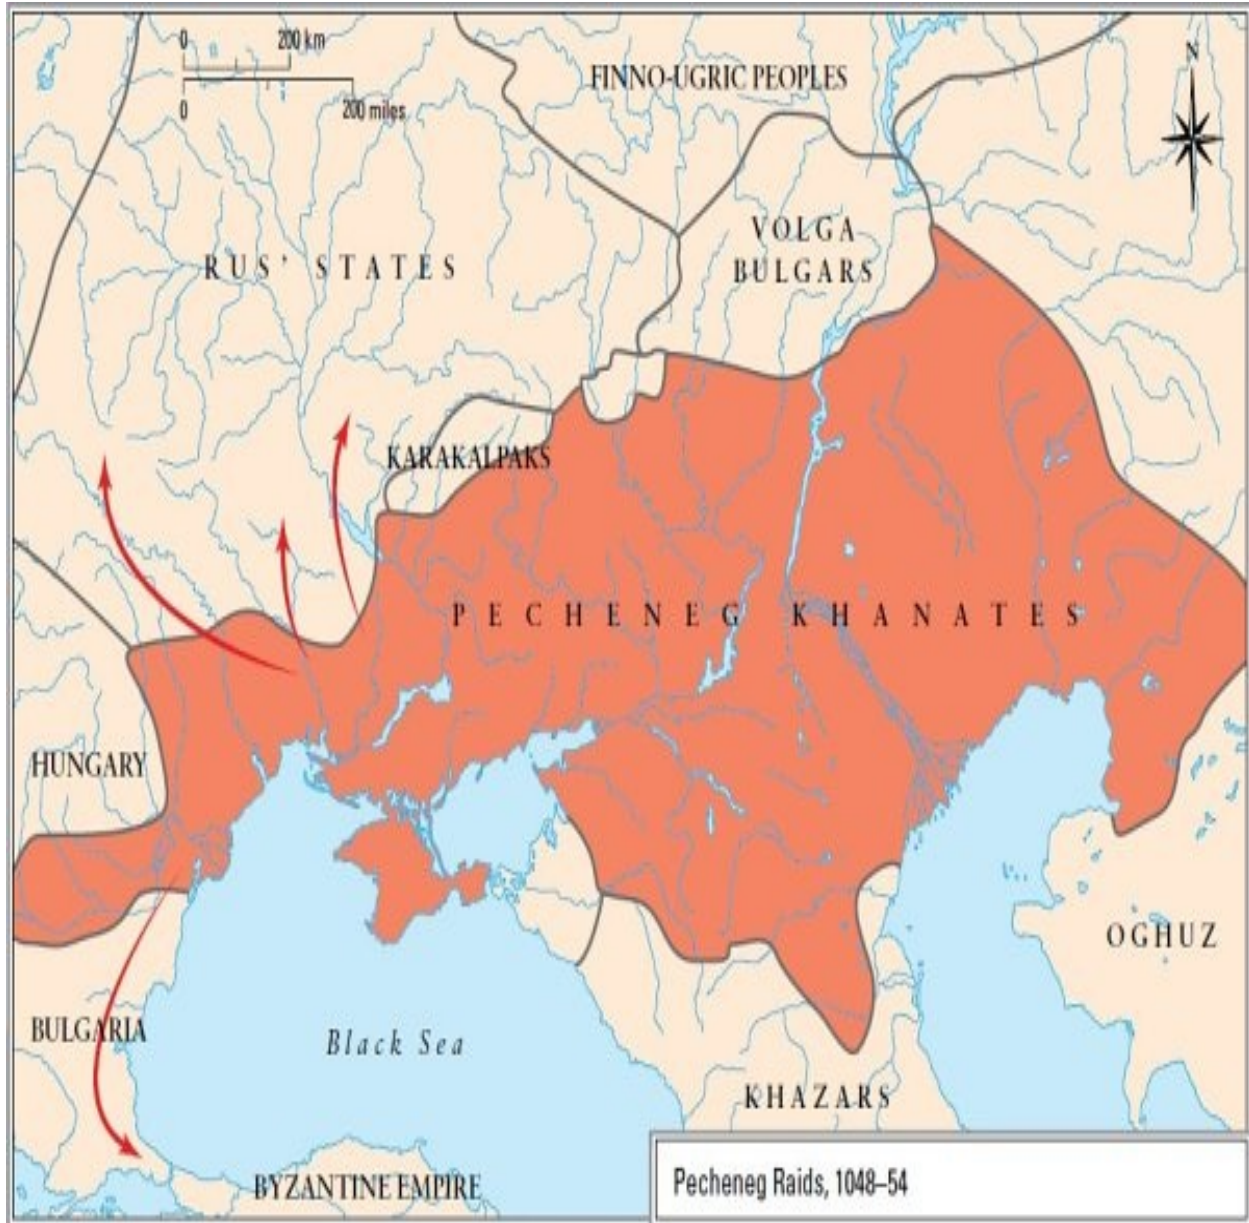 0 200 km
0 200 miles
N
FINNO-UGRIC PEOPLES
VOLGA
BULGARS
RUS' STATES
KARAKALPAKS
PECHENEG KHANATES
HUNGARY
OGHUZ
BULGARIA
Black Sea
KHAZARS
BYZANTINE EMPIRE
Pecheneg Raids, 1048–54